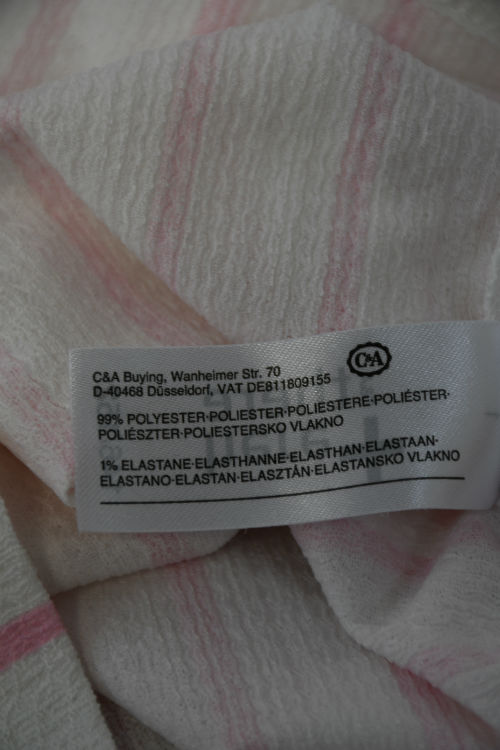 C&A
C&A Buying, Wanheimer Str. 70
D-40468 Düsseldorf, VAT DE811809155
99% POLYESTER·POLIESTER·POLIESTERE·POLIÉSTER·
POLIÉSZTER·POLIESTERSKO VLAKNO
1% ELASTANE·ELASTHANNE·ELASTHAN·ELASTAAN·
ELASTANO·ELASTAN·ELASZTÁN·ELASTANSKO VLAKNO